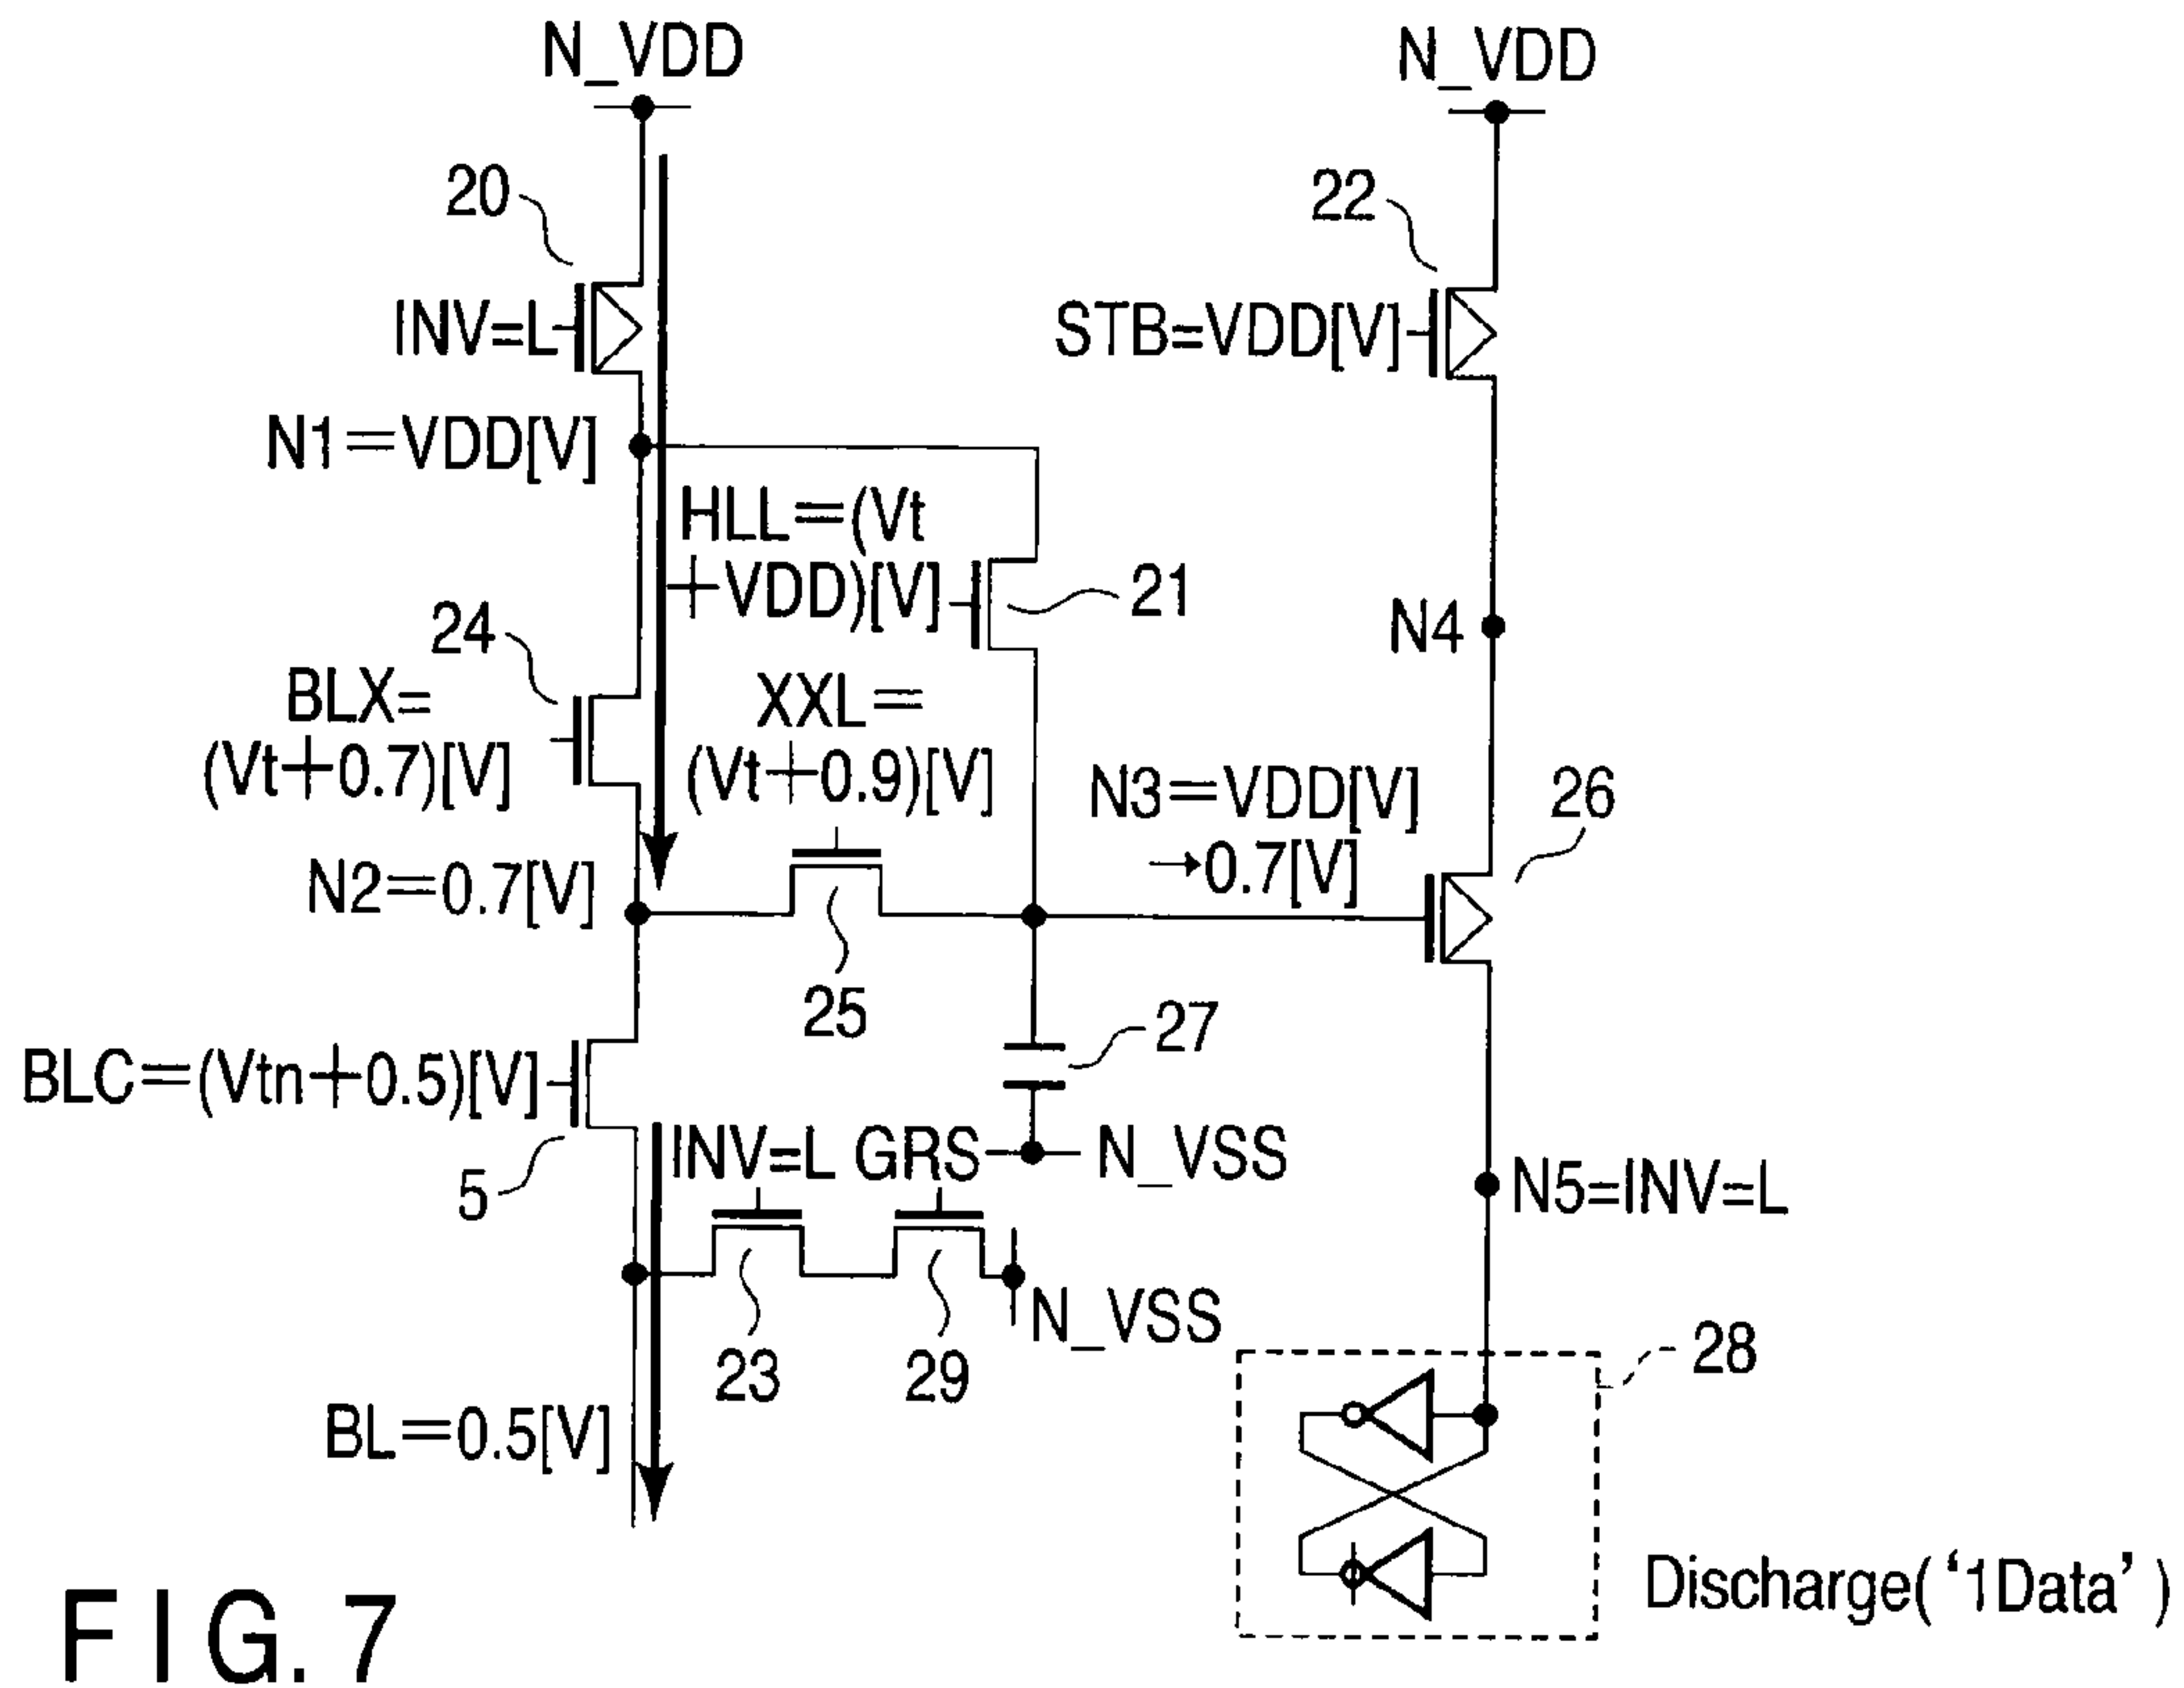 N_VDD
N_VDD
20
22
INV=L
STB=VDD[V]
N1=VDD[V]
HLL=(Vt
+VDD)[V]
21
24
N4
BLX=
(Vt+0.7)[V]
XXL=
(Vt+0.9)[V]
N3=VDD[V]
→0.7[V]
26
N2=0.7[V]
25
27
BLC=(Vtn+0.5)[V]
5
INV=L
GRS
N_VSS
N5=INV=L
N_VSS
23
29
28
BL=0.5[V]
Discharge(‘1Data’)
FIG. 7